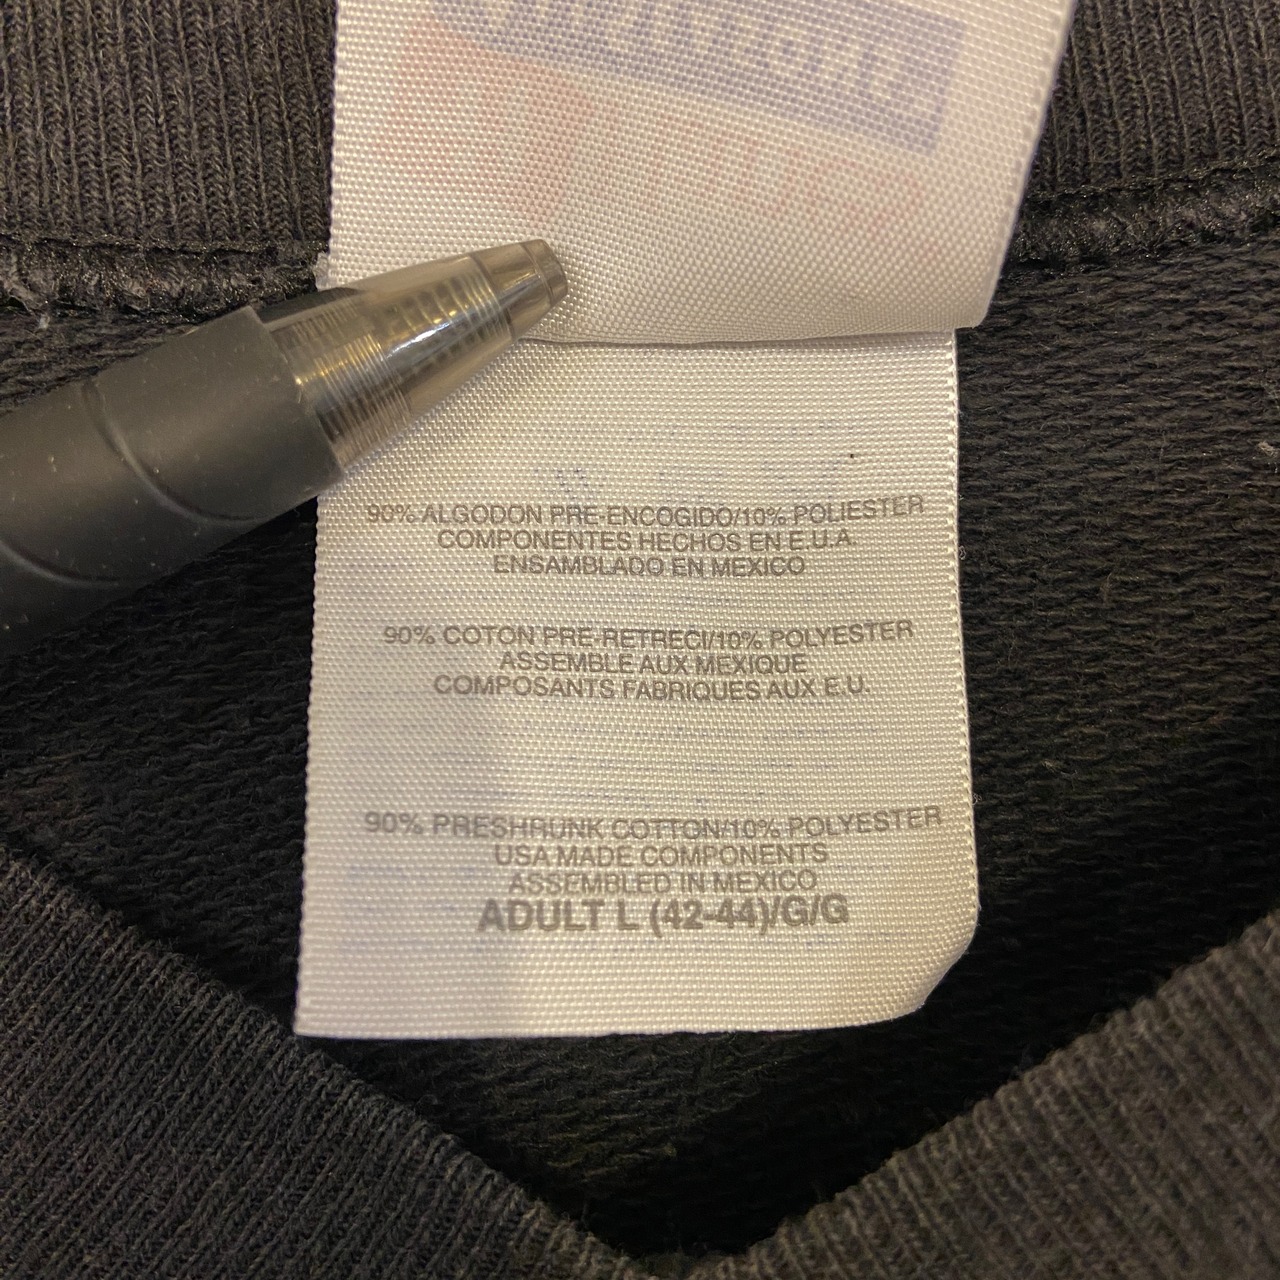 90% ALGODON PRE-ENCOGIDO/10% POLIESTER
COMPONENTES HECHOS EN E.U.A.
ENSAMBLADO EN MEXICO
90% COTON PRE-RETRECI/10% POLYESTER
ASSEMBLE AUX MEXIQUE
COMPOSANTS FABRIQUES AUX E.U.
90% PRESHRUNK COTTON/10% POLYESTER
USA MADE COMPONENTS
ASSEMBLED IN MEXICO
ADULT L (42-44)/G/G